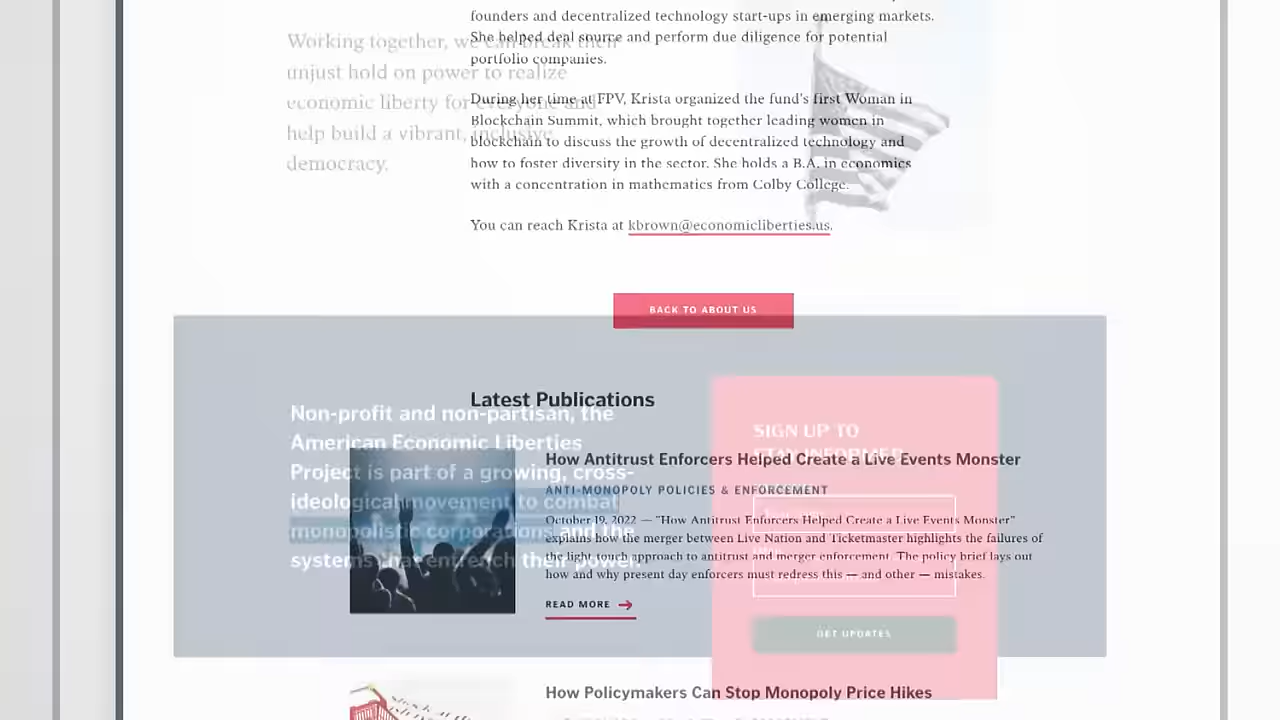 founders and decentralized technology start-ups in emerging markets.
She helped deal source and perform due diligence for potential
portfolio companies.
During her time at FPV, Krista organized the fund's first Woman in
Blockchain Summit, which brought together leading women in
blockchain to discuss the growth of decentralized technology and
how to foster diversity in the sector. She holds a B.A. in economics
with a concentration in mathematics from Colby College.
You can reach Krista at kbrown@economicliberties.us.
Working together, we can break their
unjust hold on power to realize
economic liberty for everyone and
help build a vibrant, inclusive
democracy.
BACK TO ABOUT US
Latest Publications
Non-profit and non-partisan, the
American Economic Liberties
Project is part of a growing, cross-
ideological movement to combat
monopolistic corporations and the
systems that entrench their power.
SIGN UP TO
STAY INFORMED
GET UPDATES
How Antitrust Enforcers Helped Create a Live Events Monster
ANTI-MONOPOLY POLICIES & ENFORCEMENT
October 19, 2022 — "How Antitrust Enforcers Helped Create a Live Events Monster"
explains how the merger between Live Nation and Ticketmaster highlights the failures of
the light touch approach to antitrust and merger enforcement. The policy brief lays out
how and why present day enforcers must redress this — and other — mistakes.
READ MORE
How Policymakers Can Stop Monopoly Price Hikes